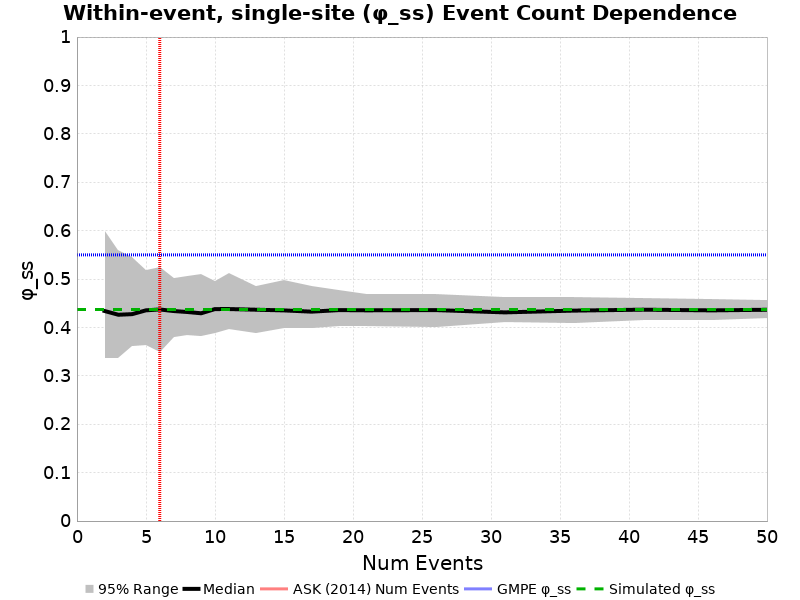 Within-event, single-site (φ_ss) Event Count Dependence
1
0.9
0.8
0.7
0.6
0.5
0.4
0.3
0.2
0.1
0
φ_ss
0 5 10 15 20 25 30 35 40 45 50
Num Events
95% Range Median ASK (2014) Num Events GMPE φ_ss Simulated φ_ss